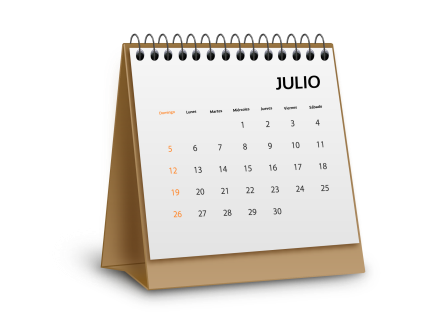 JULIO
Domingo Lunes Martes Miércoles Jueves Viernes Sábado
1 2 3 4
5 6 7 8 9 10 11
12 13 14 15 16 17 18
19 20 21 22 23 24 25
26 27 28 29 30